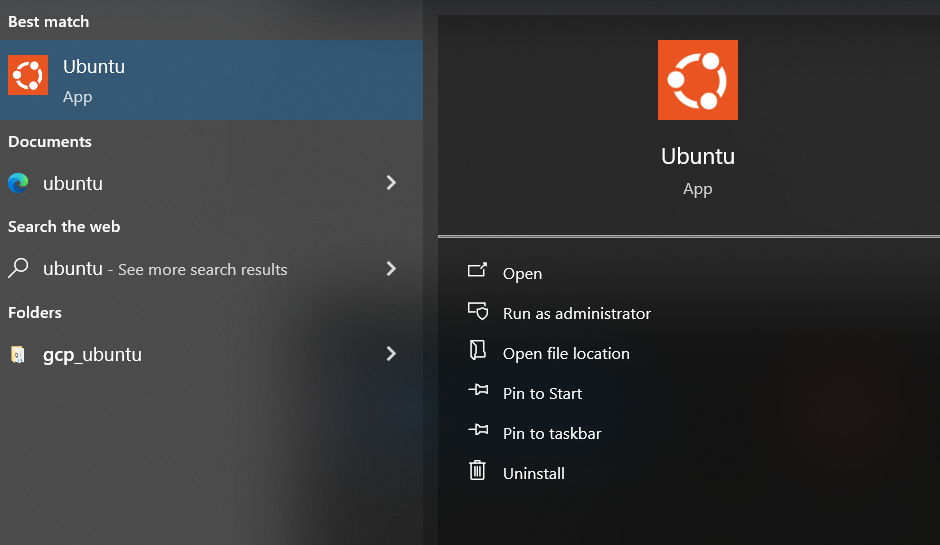 Best match
Ubuntu
App
Documents
ubuntu
Search the web
ubuntu - See more search results
Folders
gcp_ubuntu
Ubuntu
App
Open
Run as administrator
Open file location
Pin to Start
Pin to taskbar
Uninstall